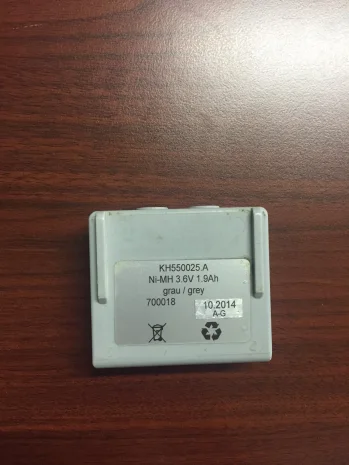 KH550025.A
Ni-MH 3.6V 1.9Ah
grau / grey
700018
10.2014
A-G